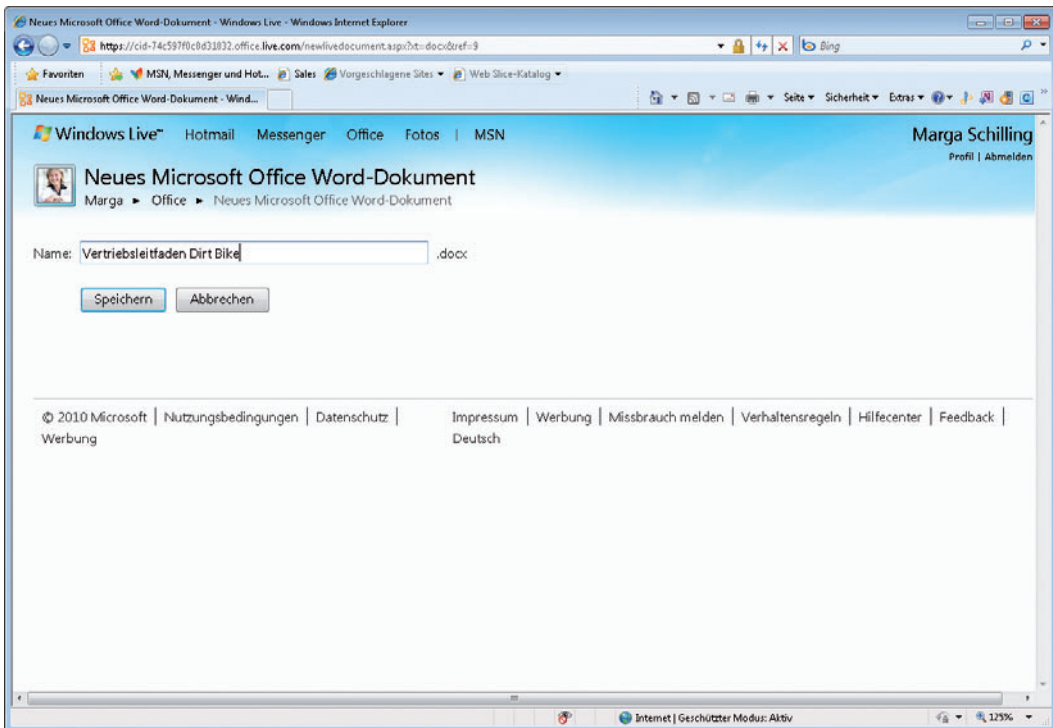 Neues Microsoft Office Word-Dokument - Windows Live - Windows Internet Explorer
https://cid-74c597f0c8d31832.office.live.com/newlivedocument.aspx?xt=docx&ref=9
Bing
Favoriten MSN, Messenger und Hot... Sales Vorgeschlagene Sites Web Slice-Katalog
Neues Microsoft Office Word-Dokument - Wind... Seite Sicherheit Extras
Windows Live™ Hotmail Messenger Office Fotos | MSN Marga Schilling
Profil | Abmelden
Neues Microsoft Office Word-Dokument
Marga ► Office ► Neues Microsoft Office Word-Dokument
Name: Vertriebsleitfaden Dirt Bike .docx
Speichern Abbrechen
© 2010 Microsoft | Nutzungsbedingungen | Datenschutz | Impressum | Werbung | Missbrauch melden | Verhaltensregeln | Hilfecenter | Feedback |
Werbung Deutsch
Internet | Geschützter Modus: Aktiv 125%